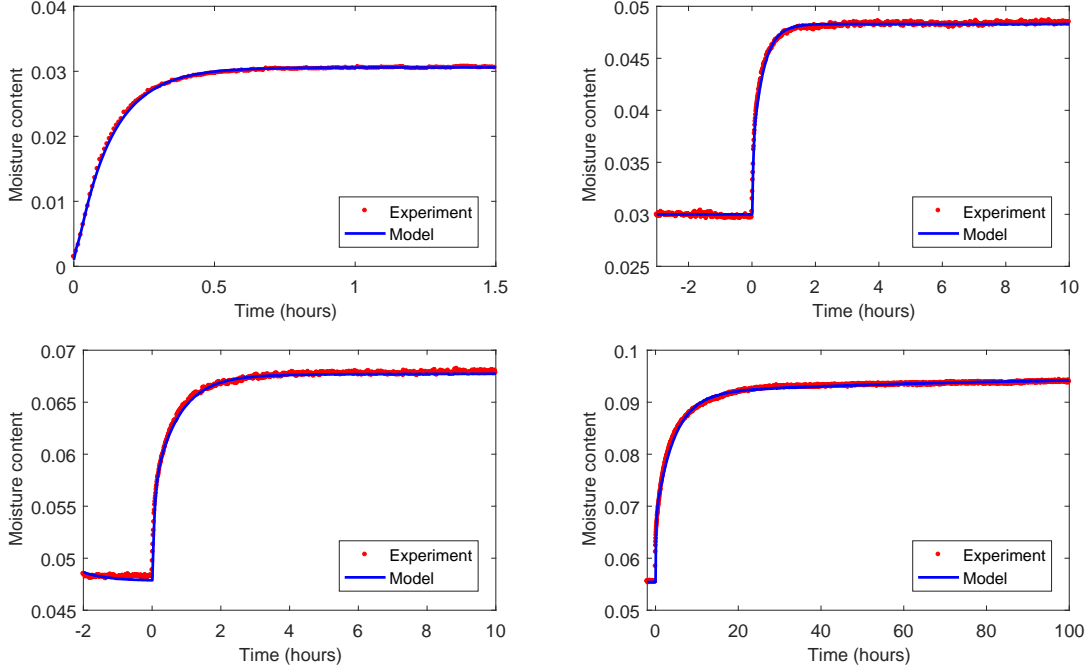 0.04
0.03
0.02
0.01
0
Moisture content
Experiment
Model
0 0.5 1 1.5
Time (hours)
0.05
0.045
0.04
0.035
0.03
0.025
Moisture content
Experiment
Model
-2 0 2 4 6 8 10
Time (hours)
0.07
0.065
0.06
0.055
0.05
0.045
Moisture content
Experiment
Model
-2 0 2 4 6 8 10
Time (hours)
0.1
0.09
0.08
0.07
0.06
0.05
Moisture content
Experiment
Model
0 20 40 60 80 100
Time (hours)